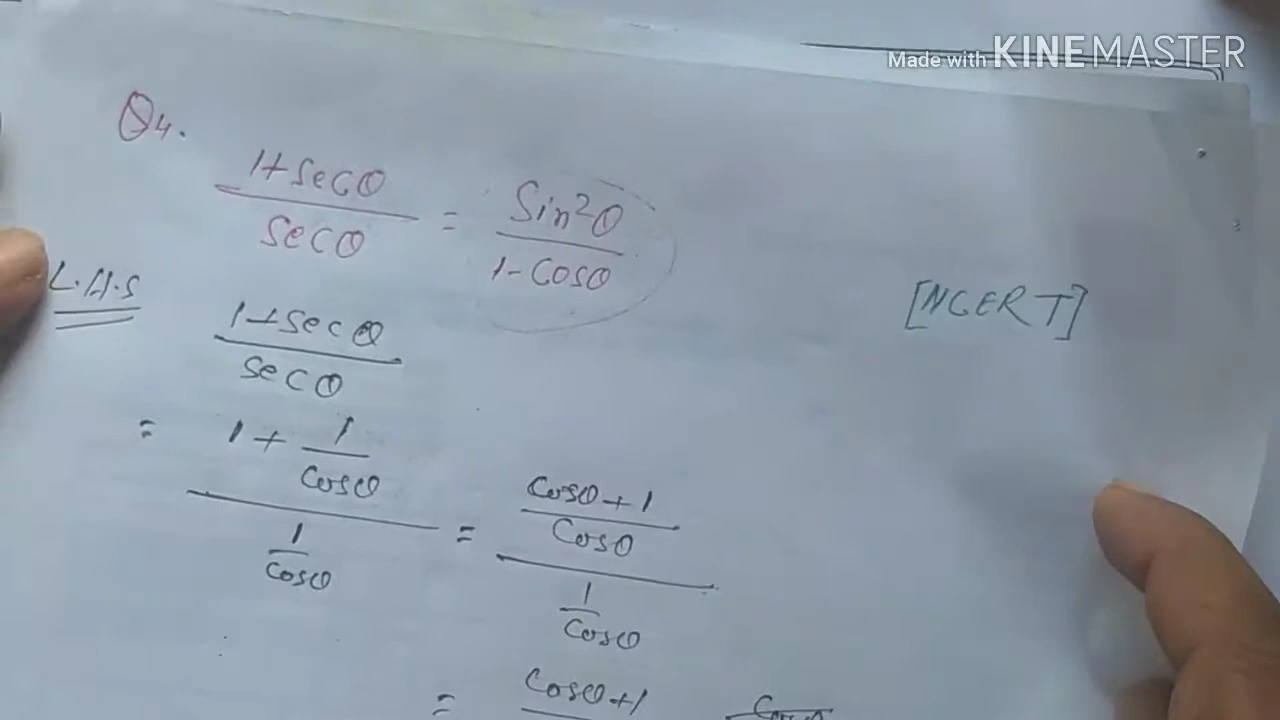 Made with KINEMASTER
Q4.
1+secθ / secθ = Sin²θ / 1-cosθ
[NCERT]
L.H.S
1+secθ / secθ
= 1+ 1/cosθ / 1/cosθ = cosθ+1/cosθ / 1/cosθ
= cosθ+1